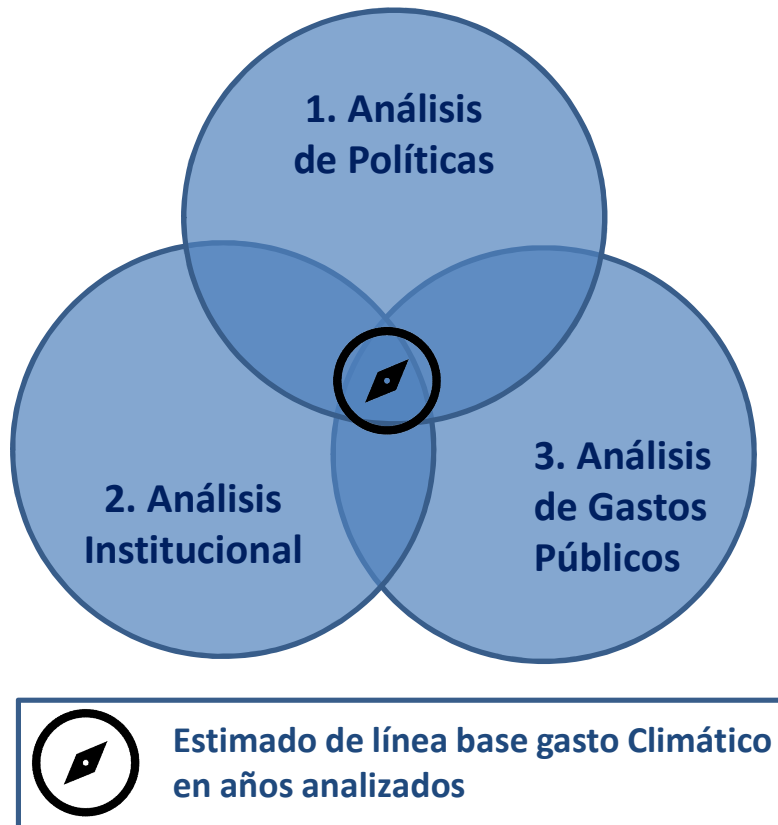 1. Análisis
de Políticas
2. Análisis
Institucional
3. Análisis
de Gastos
Públicos
Estimado de línea base gasto Climático
en años analizados